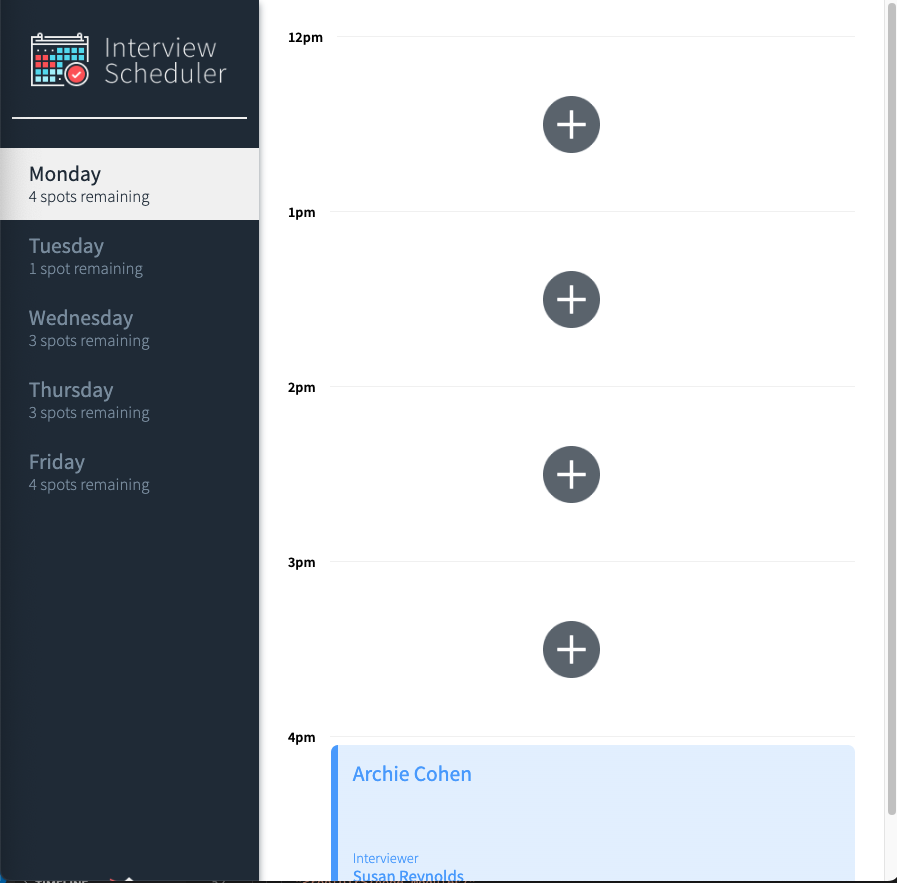 Interview
Scheduler
Monday
4 spots remaining
Tuesday
1 spot remaining
Wednesday
3 spots remaining
Thursday
3 spots remaining
Friday
4 spots remaining
12pm
1pm
2pm
3pm
4pm
Archie Cohen
Interviewer
Susan Reynolds
TIMELINE